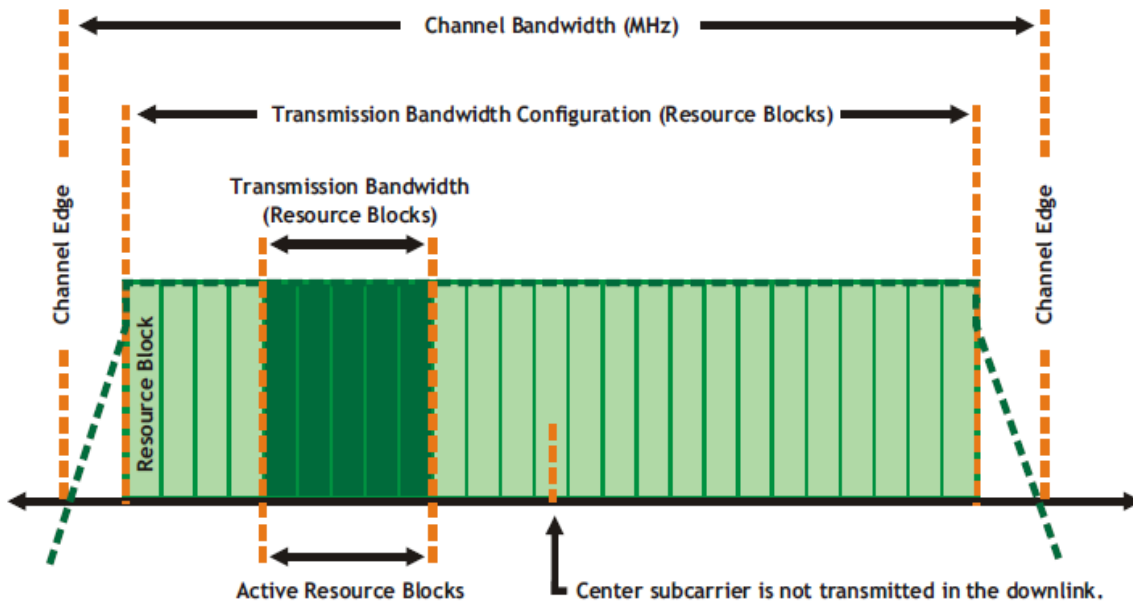 Channel Bandwidth (MHz)
Transmission Bandwidth Configuration (Resource Blocks)
Transmission Bandwidth
(Resource Blocks)
Channel Edge
Channel Edge
Resource Block
Active Resource Blocks
Center subcarrier is not transmitted in the downlink.